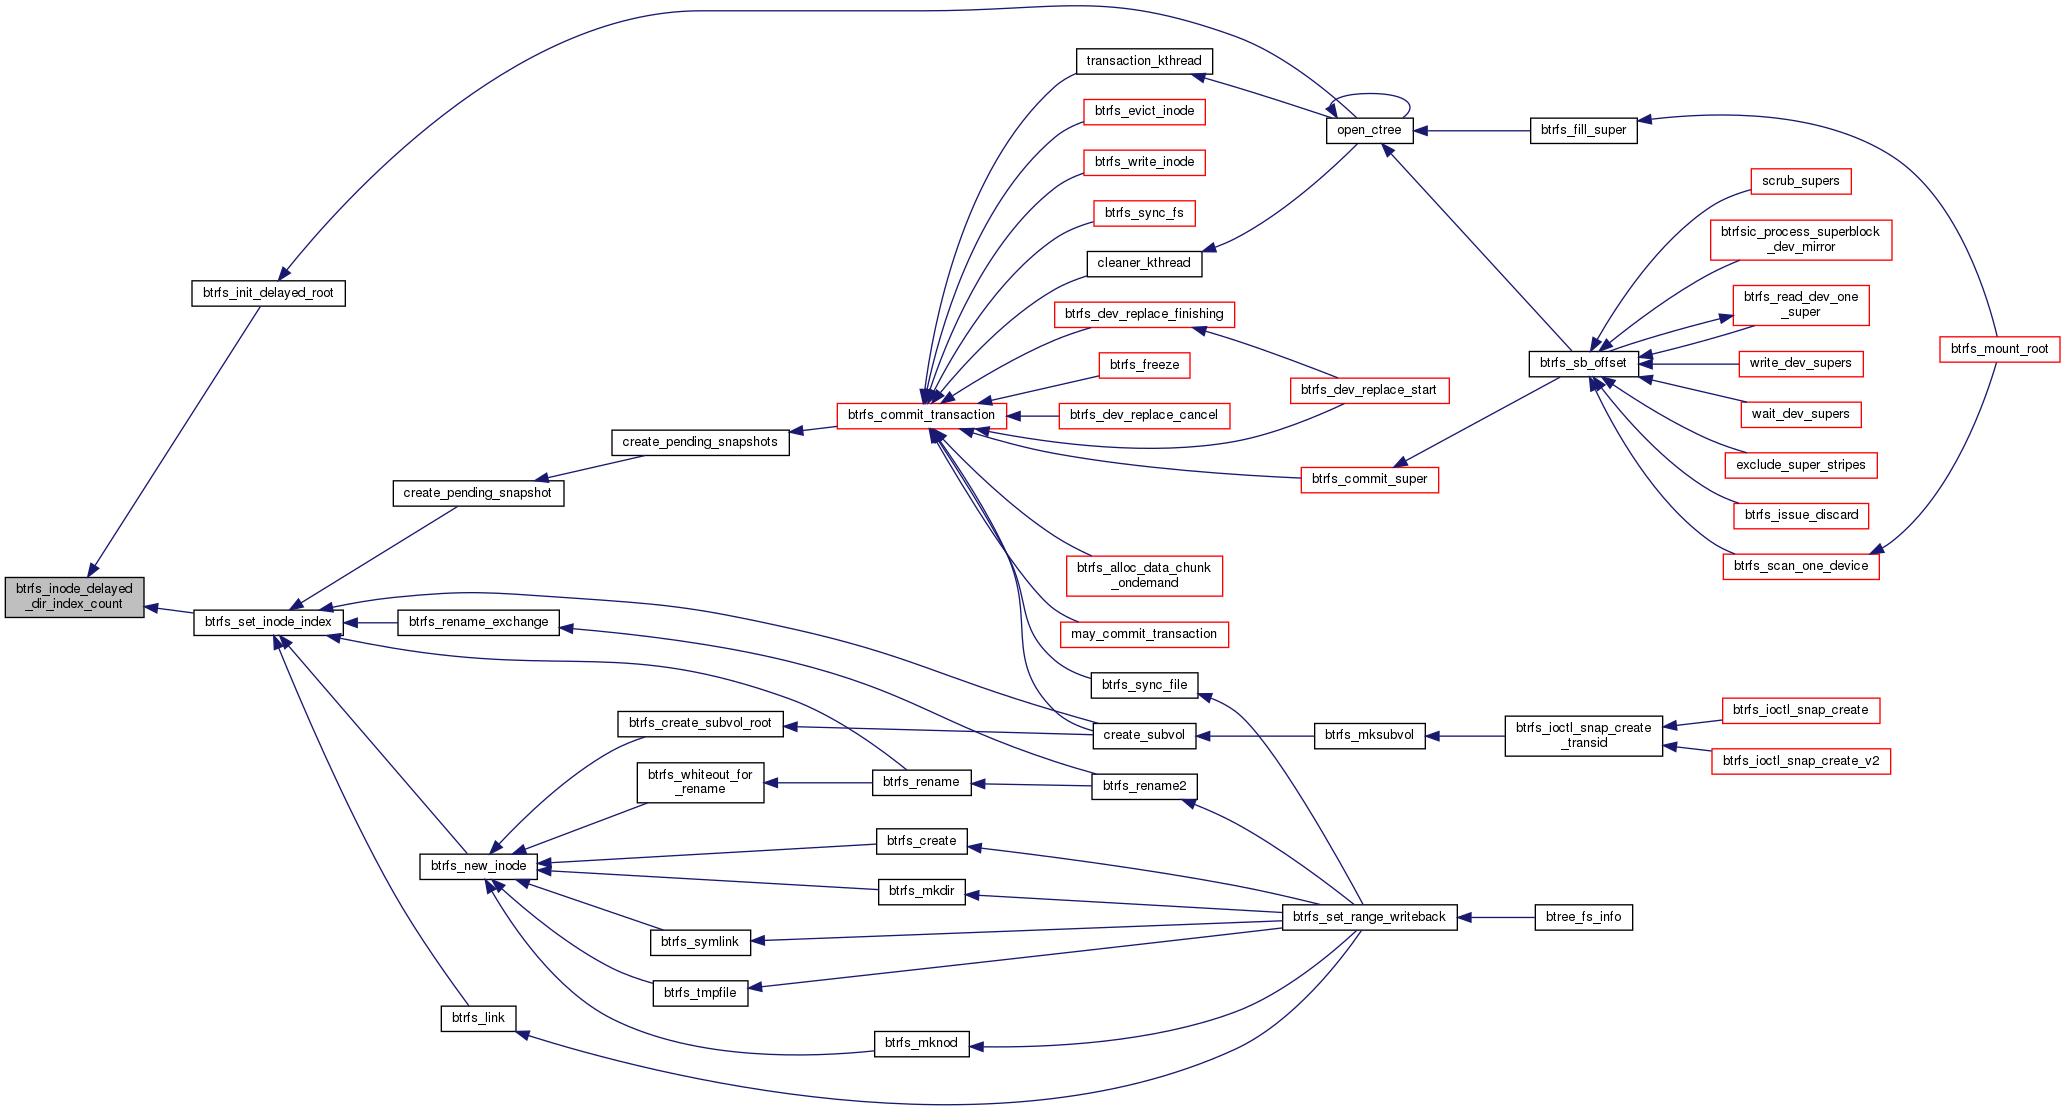 transaction_kthread
btrfs_evict_inode
open_ctree
btrfs_fill_super
btrfs_write_inode
scrub_supers
btrfs_sync_fs
btrfsic_process_superblock
_dev_mirror
cleaner_kthread
btrfs_init_delayed_root
btrfs_read_dev_one
_super
btrfs_dev_replace_finishing
btrfs_mount_root
btrfs_freeze
btrfs_sb_offset
write_dev_supers
btrfs_dev_replace_start
btrfs_commit_transaction
btrfs_dev_replace_cancel
wait_dev_supers
create_pending_snapshots
exclude_super_stripes
btrfs_commit_super
create_pending_snapshot
btrfs_issue_discard
btrfs_scan_one_device
btrfs_alloc_data_chunk
_ondemand
btrfs_inode_delayed
_dir_index_count
btrfs_set_inode_index
btrfs_rename_exchange
may_commit_transaction
btrfs_sync_file
btrfs_ioctl_snap_create
btrfs_create_subvol_root
create_subvol
btrfs_mksubvol
btrfs_ioctl_snap_create
_transid
btrfs_ioctl_snap_create_v2
btrfs_whiteout_for
_rename
btrfs_rename
btrfs_rename2
btrfs_create
btrfs_new_inode
btrfs_mkdir
btrfs_set_range_writeback
btree_fs_info
btrfs_symlink
btrfs_tmpfile
btrfs_link
btrfs_mknod